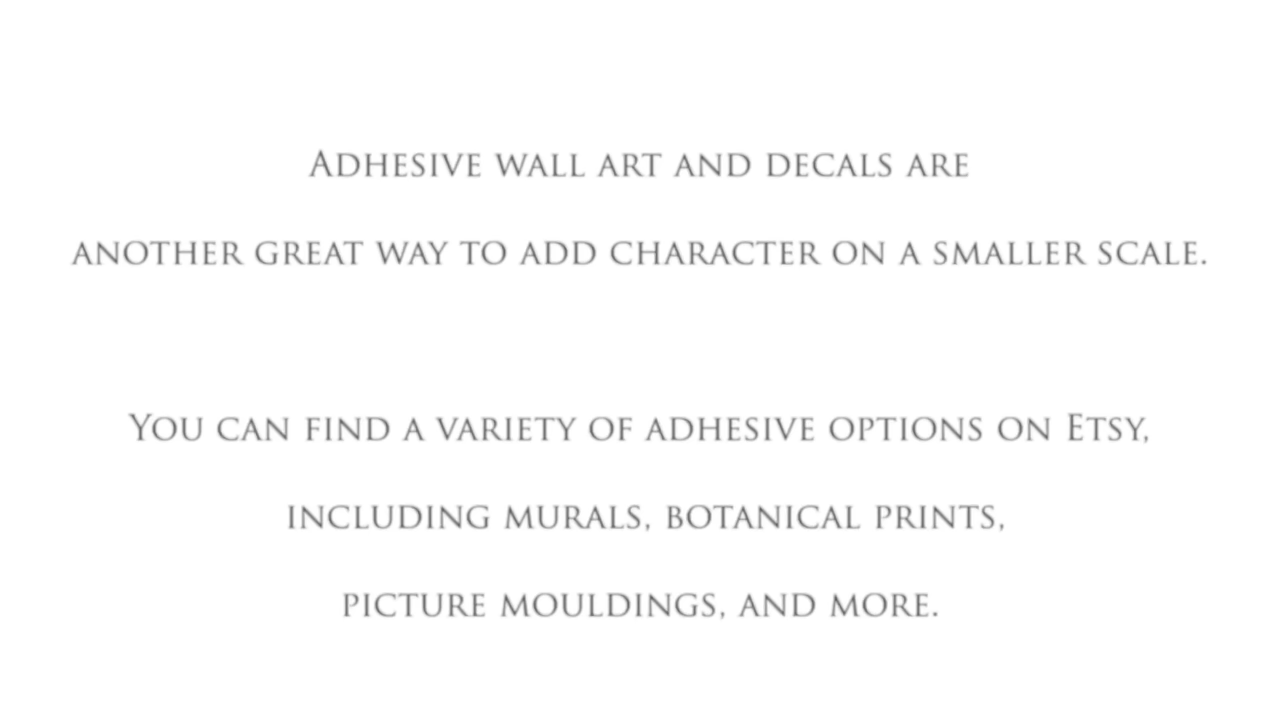 Adhesive wall art and decals are
another great way to add character on a smaller scale.
You can find a variety of adhesive options on Etsy,
including murals, botanical prints,
picture mouldings, and more.